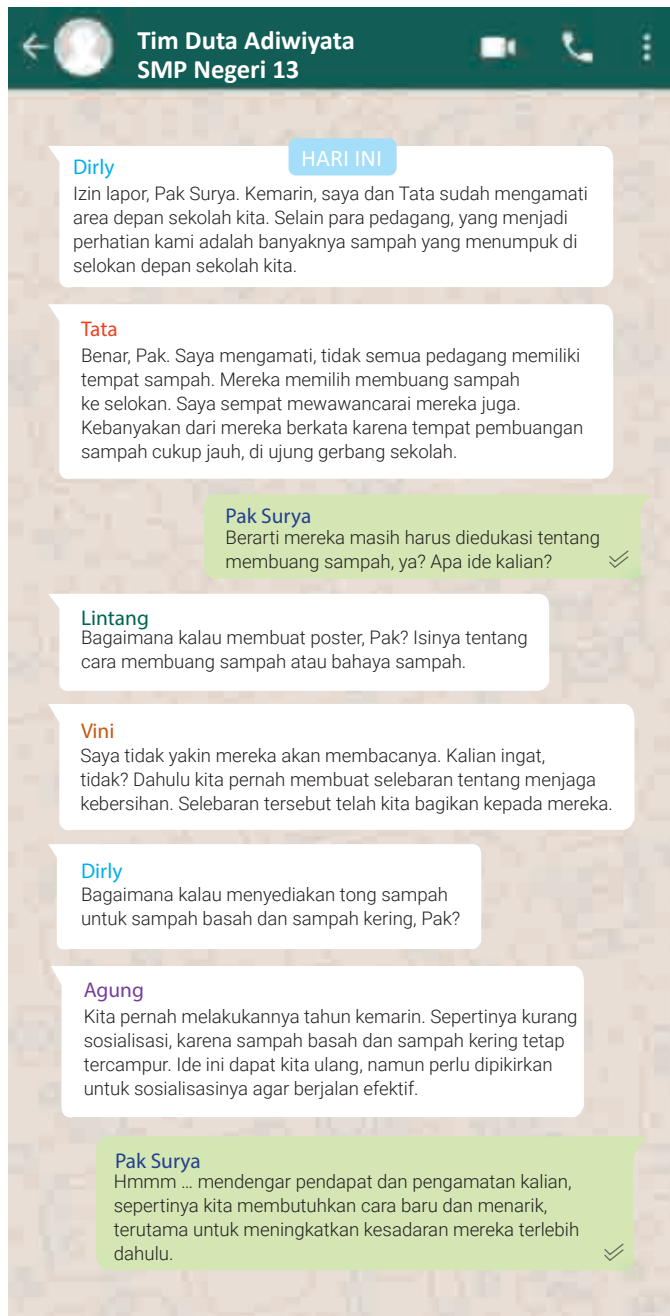 Tim Duta Adiwiyata
SMP Negeri 13
HARI INI
Dirly
Izin lapor, Pak Surya. Kemarin, saya dan Tata sudah mengamati
area depan sekolah kita. Selain para pedagang, yang menjadi
perhatian kami adalah banyaknya sampah yang menumpuk di
selokan depan sekolah kita.
Tata
Benar, Pak. Saya mengamati, tidak semua pedagang memiliki
tempat sampah. Mereka memilih membuang sampah
ke selokan. Saya sempat mewawancarai mereka juga.
Kebanyakan dari mereka berkata karena tempat pembuangan
sampah cukup jauh, di ujung gerbang sekolah.
Pak Surya
Berarti mereka masih harus diedukasi tentang
membuang sampah, ya? Apa ide kalian?
Lintang
Bagaimana kalau membuat poster, Pak? Isinya tentang
cara membuang sampah atau bahaya sampah.
Vini
Saya tidak yakin mereka akan membacanya. Kalian ingat,
tidak? Dahulu kita pernah membuat selebaran tentang menjaga
kebersihan. Selebaran tersebut telah kita bagikan kepada mereka.
Dirly
Bagaimana kalau menyediakan tong sampah
untuk sampah basah dan sampah kering, Pak?
Agung
Kita pernah melakukannya tahun kemarin. Sepertinya kurang
sosialisasi, karena sampah basah dan sampah kering tetap
tercampur. Ide ini dapat kita ulang, namun perlu dipikirkan
untuk sosialisasinya agar berjalan efektif.
Pak Surya
Hmmm ... mendengar pendapat dan pengamatan kalian,
sepertinya kita membutuhkan cara baru dan menarik,
terutama untuk meningkatkan kesadaran mereka terlebih
dahulu.